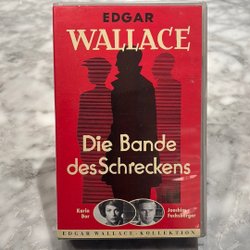 EDGAR
WALLACE
Die Bande
des Schreckens
Karin
Dor
Joachim
Fuchsberger
EDGAR WALLACE-KOLLEKTION